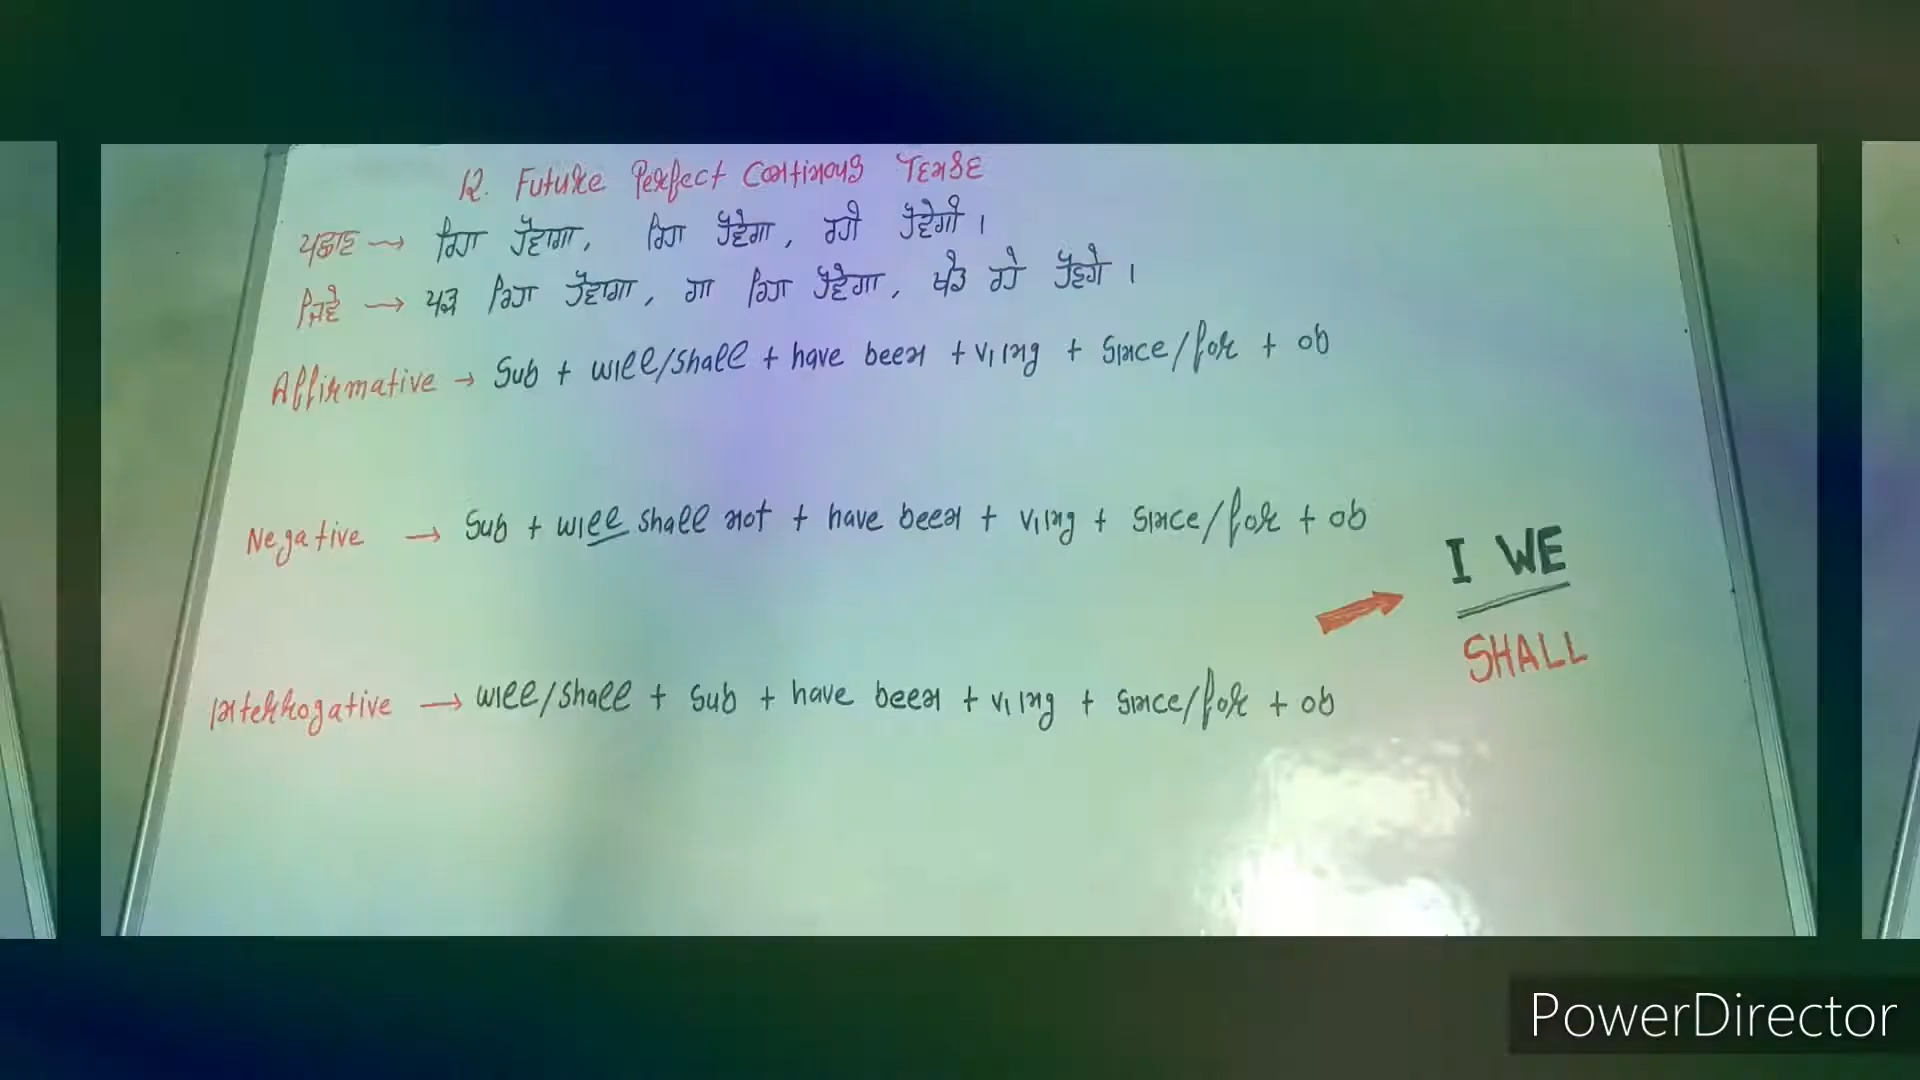 12. Future Perfect Continous Tense
ਪਛਾਣ → ਰਿਹਾ ਹੋਵਾਗਾ, ਰਿਹਾ ਹੋਵੇਗਾ, ਰਹੀ ਹੋਵੇਗੀ।
ਜਿਵੇਂ → ਪੜ ਰਿਹਾ ਹੋਵਾਗਾ, ਗਾ ਰਿਹਾ ਹੋਵੇਗਾ, ਖੇਡ ਰਹੇ ਹੋਵਗੇ।
Affirmative → Sub + will/shall + have been + v1 ing + since/for + ob
Negative → Sub + will shall not + have been + v1 ing + since/for + ob
I WE
SHALL
Interrogative → will/shall + sub + have been + v1 ing + since/for + ob
PowerDirector